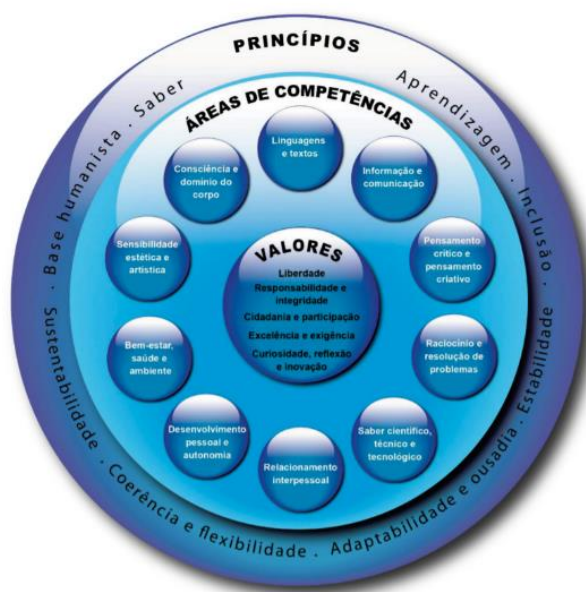 PRINCÍPIOS
Base humanista . Saber
Aprendizagem . Inclusão .
Estabilidade
Adaptabilidade e ousadia .
Coerência e flexibilidade .
Sustentabilidade .
ÁREAS DE COMPETÊNCIAS
Linguagens
e textos
Informação e
comunicação
Pensamento
crítico e
pensamento
criativo
Raciocínio e
resolução de
problemas
Saber científico,
técnico e
tecnológico
Relacionamento
interpessoal
Desenvolvimento
pessoal e
autonomia
Bem-estar,
saúde e
ambiente
Sensibilidade
estética e
artística
Consciência e
domínio do
corpo
VALORES
Liberdade
Responsabilidade e
integridade
Cidadania e participação
Excelência e exigência
Curiosidade, reflexão
e inovação